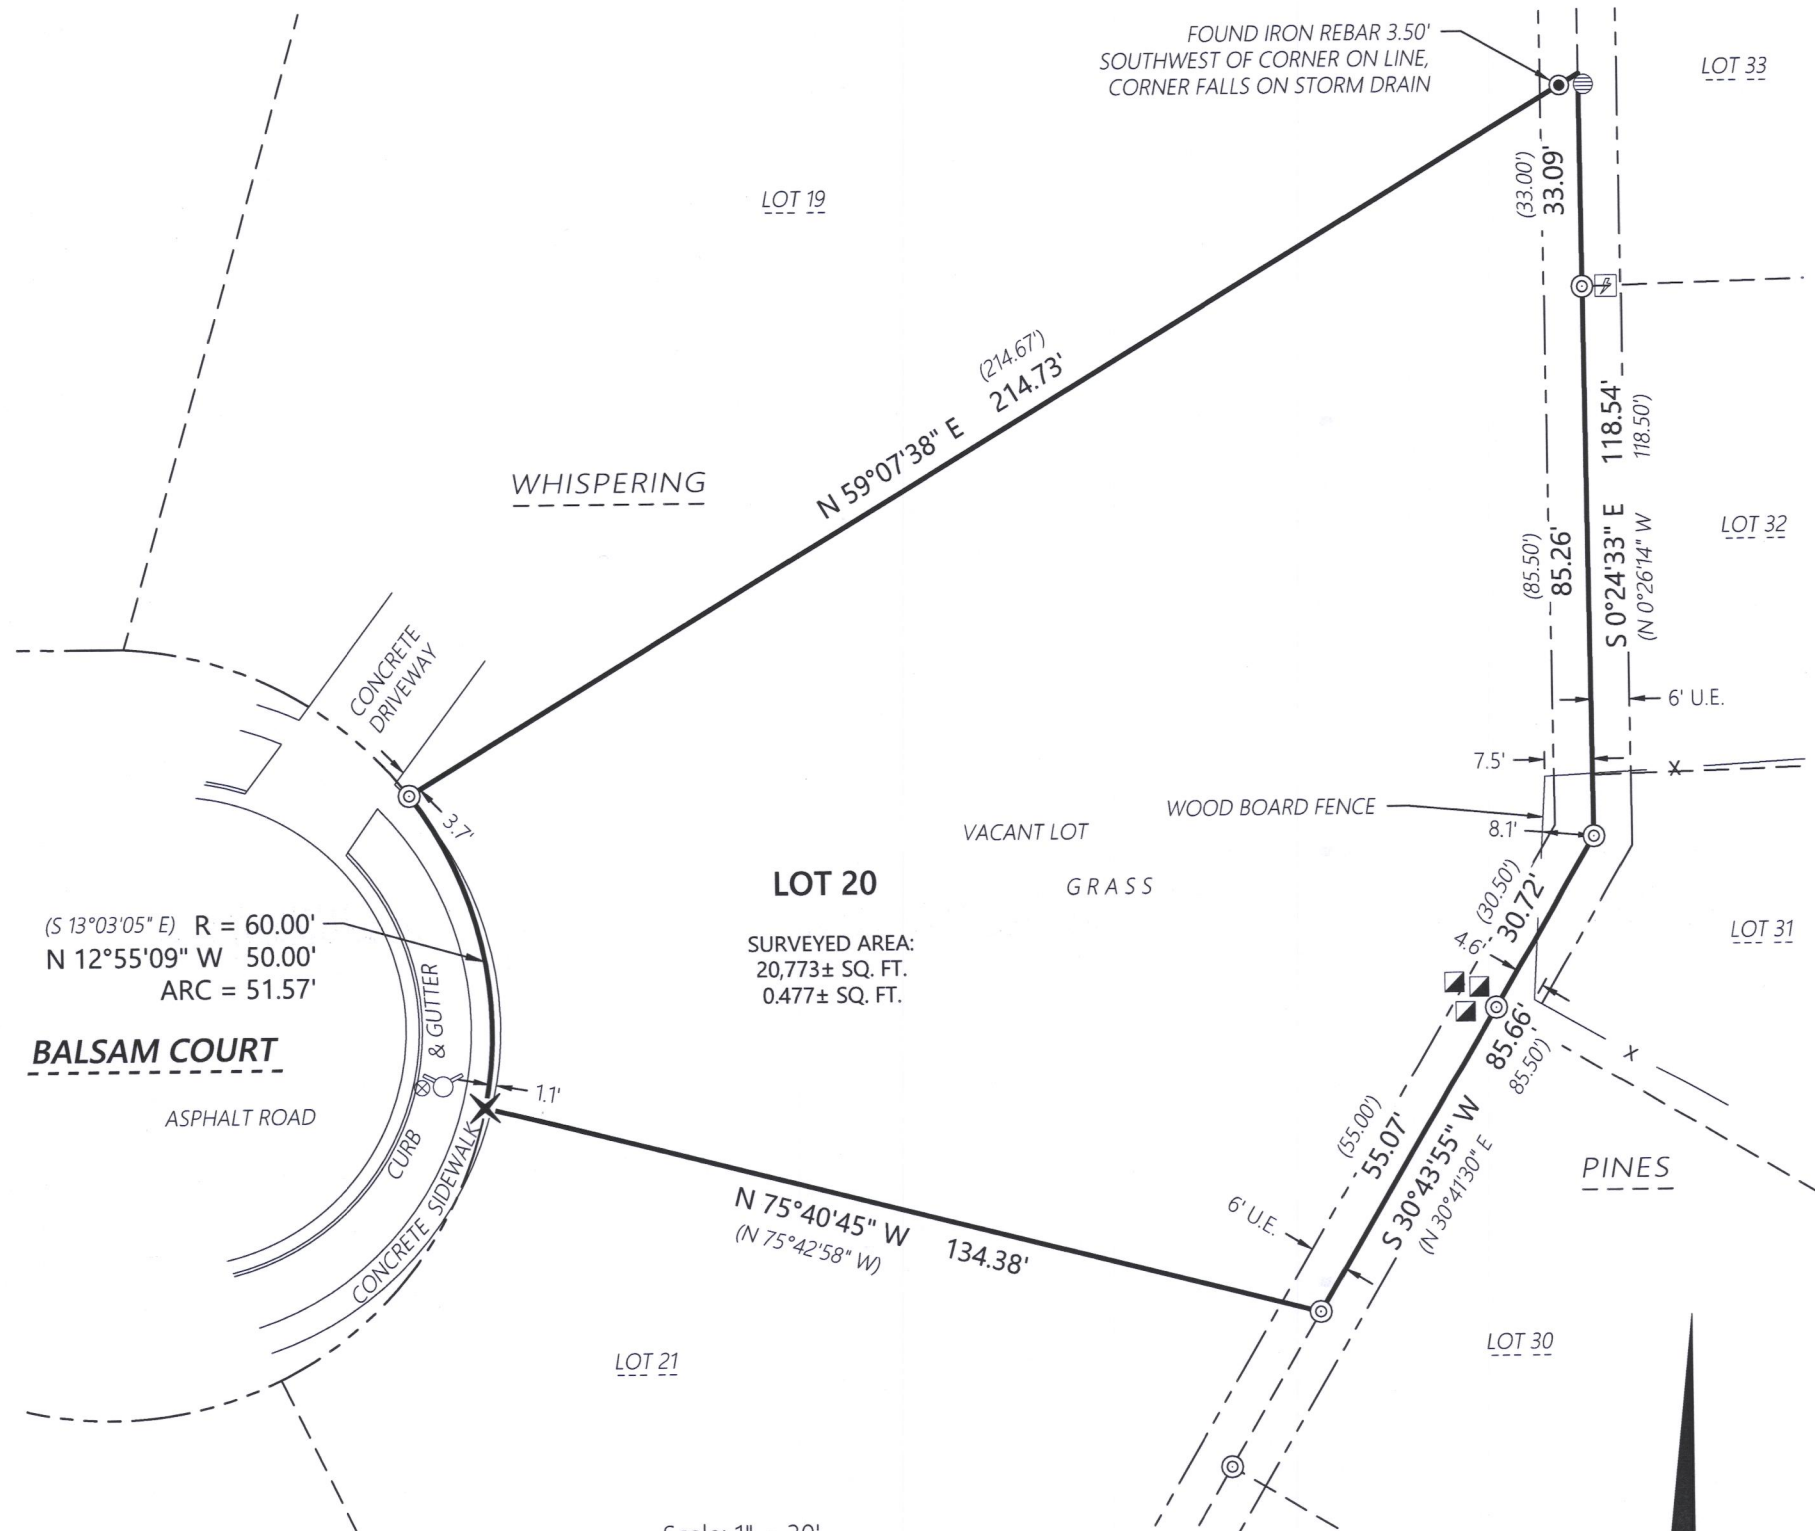 FOUND IRON REBAR 3.50'
SOUTHWEST OF CORNER ON LINE,
CORNER FALLS ON STORM DRAIN
LOT 33
LOT 19
(33.00')
33.09'
(214.67')
214.73'
N 59°07'38" E
WHISPERING
118.54'
118.50')
S 0°24'33" E
(N 0°26'14" W
(85.50')
85.26'
LOT 32
CONCRETE
DRIVEWAY
6' U.E.
7.5'
X
WOOD BOARD FENCE
8.1'
3.7'
VACANT LOT
LOT 20
GRASS
(30.50')
30.72'
4.6'
LOT 31
(S 13°03'05" E) R = 60.00'
N 12°55'09" W 50.00'
ARC = 51.57'
SURVEYED AREA:
20,773± SQ. FT.
0.477± SQ. FT.
BALSAM COURT
ASPHALT ROAD
CURB
& GUTTER
CONCRETE SIDEWALK
1.1'
85.66'
85.50')
X
S 30°43'55" W
(N 30°41'30" E
(55.00')
55.07'
PINES
6' U.E.
N 75°40'45" W 134.38'
(N 75°42'58" W)
LOT 21
LOT 30